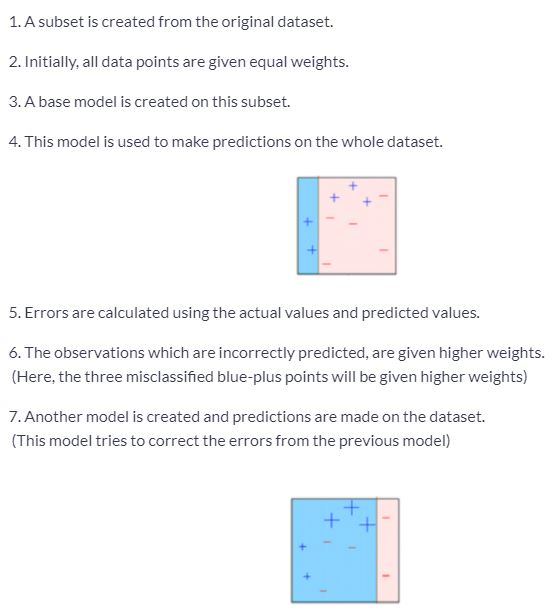 1. A subset is created from the original dataset.
2. Initially, all data points are given equal weights.
3. A base model is created on this subset.
4. This model is used to make predictions on the whole dataset.
5. Errors are calculated using the actual values and predicted values.
6. The observations which are incorrectly predicted, are given higher weights.
(Here, the three misclassified blue-plus points will be given higher weights)
7. Another model is created and predictions are made on the dataset.
(This model tries to correct the errors from the previous model)